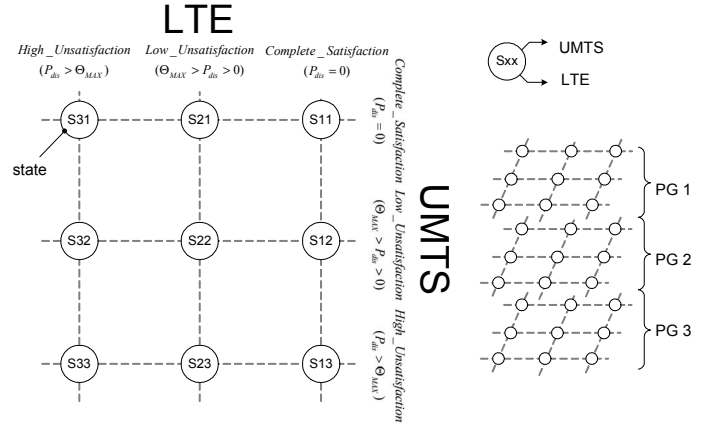 LTE
High_Unsatisfaction Low_Unsatisfaction Complete_Satisfaction
(P_dis > Θ_MAX) (Θ_MAX > P_dis > 0) (P_dis = 0)
S31 S21 S11
state
S32 S22 S12
S33 S23 S13
Complete_Satisfaction Low_Unsatisfaction High_Unsatisfaction
(P_dis = 0) (Θ_MAX > P_dis > 0) (P_dis > Θ_MAX)
UMTS
Sxx
UMTS
LTE
PG 1
PG 2
PG 3